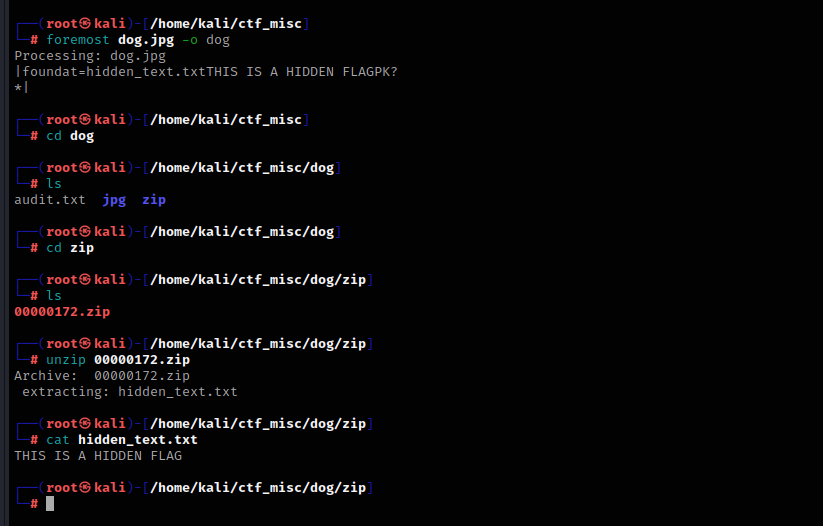 ┌──(root㉿kali)-[/home/kali/ctf_misc]
└─# foremost dog.jpg -o dog
Processing: dog.jpg
|foundat=hidden_text.txtTHIS IS A HIDDEN FLAGPK?
*|
┌──(root㉿kali)-[/home/kali/ctf_misc]
└─# cd dog
┌──(root㉿kali)-[/home/kali/ctf_misc/dog]
└─# ls
audit.txt  jpg  zip
┌──(root㉿kali)-[/home/kali/ctf_misc/dog]
└─# cd zip
┌──(root㉿kali)-[/home/kali/ctf_misc/dog/zip]
└─# ls
00000172.zip
┌──(root㉿kali)-[/home/kali/ctf_misc/dog/zip]
└─# unzip 00000172.zip
Archive:  00000172.zip
 extracting: hidden_text.txt
┌──(root㉿kali)-[/home/kali/ctf_misc/dog/zip]
└─# cat hidden_text.txt
THIS IS A HIDDEN FLAG
┌──(root㉿kali)-[/home/kali/ctf_misc/dog/zip]
└─#